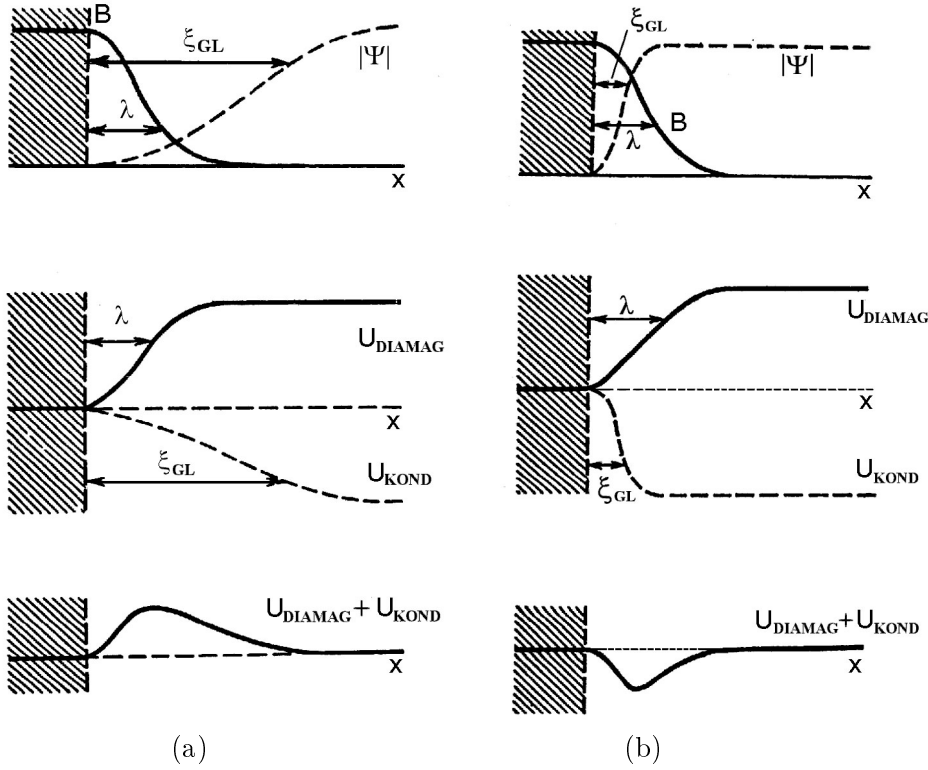 B
ξGL
|Ψ|
λ
x
ξGL
|Ψ|
λ
B
x
λ
UDIAMAG
x
ξGL
UKOND
λ
UDIAMAG
x
ξGL
UKOND
UDIAMAG + UKOND
x
UDIAMAG + UKOND
x
(a)
(b)